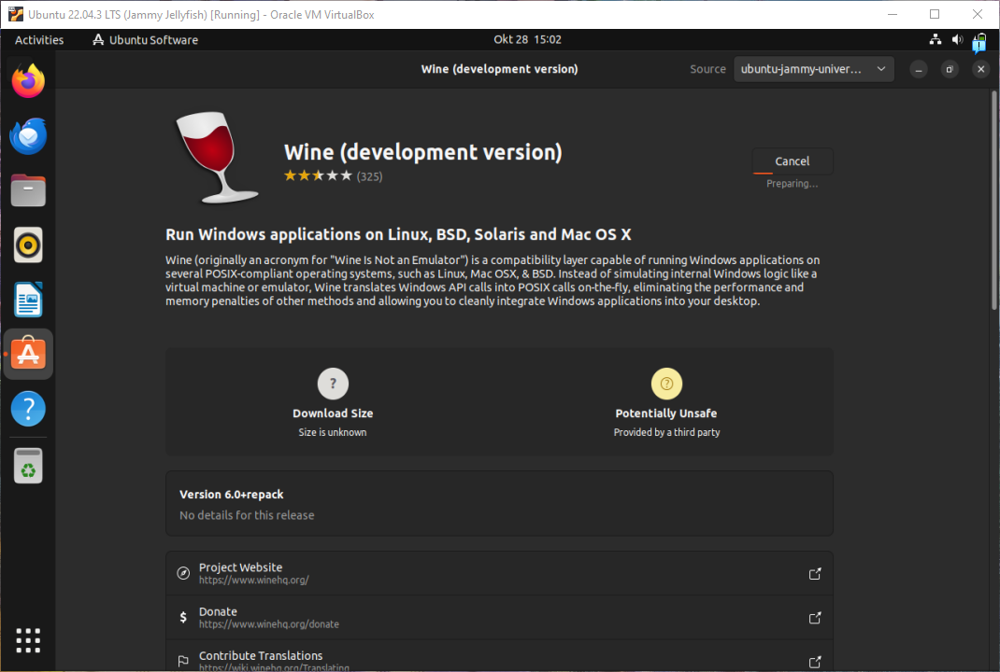 Ubuntu 22.04.3 LTS (Jammy Jellyfish) [Running] - Oracle VM VirtualBox
Activities Ubuntu Software Okt 28 15:02
Wine (development version) Source ubuntu-jammy-univer...
Wine (development version)
(325)
Cancel
Preparing...
Run Windows applications on Linux, BSD, Solaris and Mac OS X
Wine (originally an acronym for "Wine Is Not an Emulator") is a compatibility layer capable of running Windows applications on
several POSIX-compliant operating systems, such as Linux, Mac OSX, & BSD. Instead of simulating internal Windows logic like a
virtual machine or emulator, Wine translates Windows API calls into POSIX calls on-the-fly, eliminating the performance and
memory penalties of other methods and allowing you to cleanly integrate Windows applications into your desktop.
Download Size
Size is unknown
Potentially Unsafe
Provided by a third party
Version 6.0+repack
No details for this release
Project Website
https://www.winehq.org/
Donate
https://www.winehq.org/donate
Contribute Translations
https://wiki.winehq.org/Translating